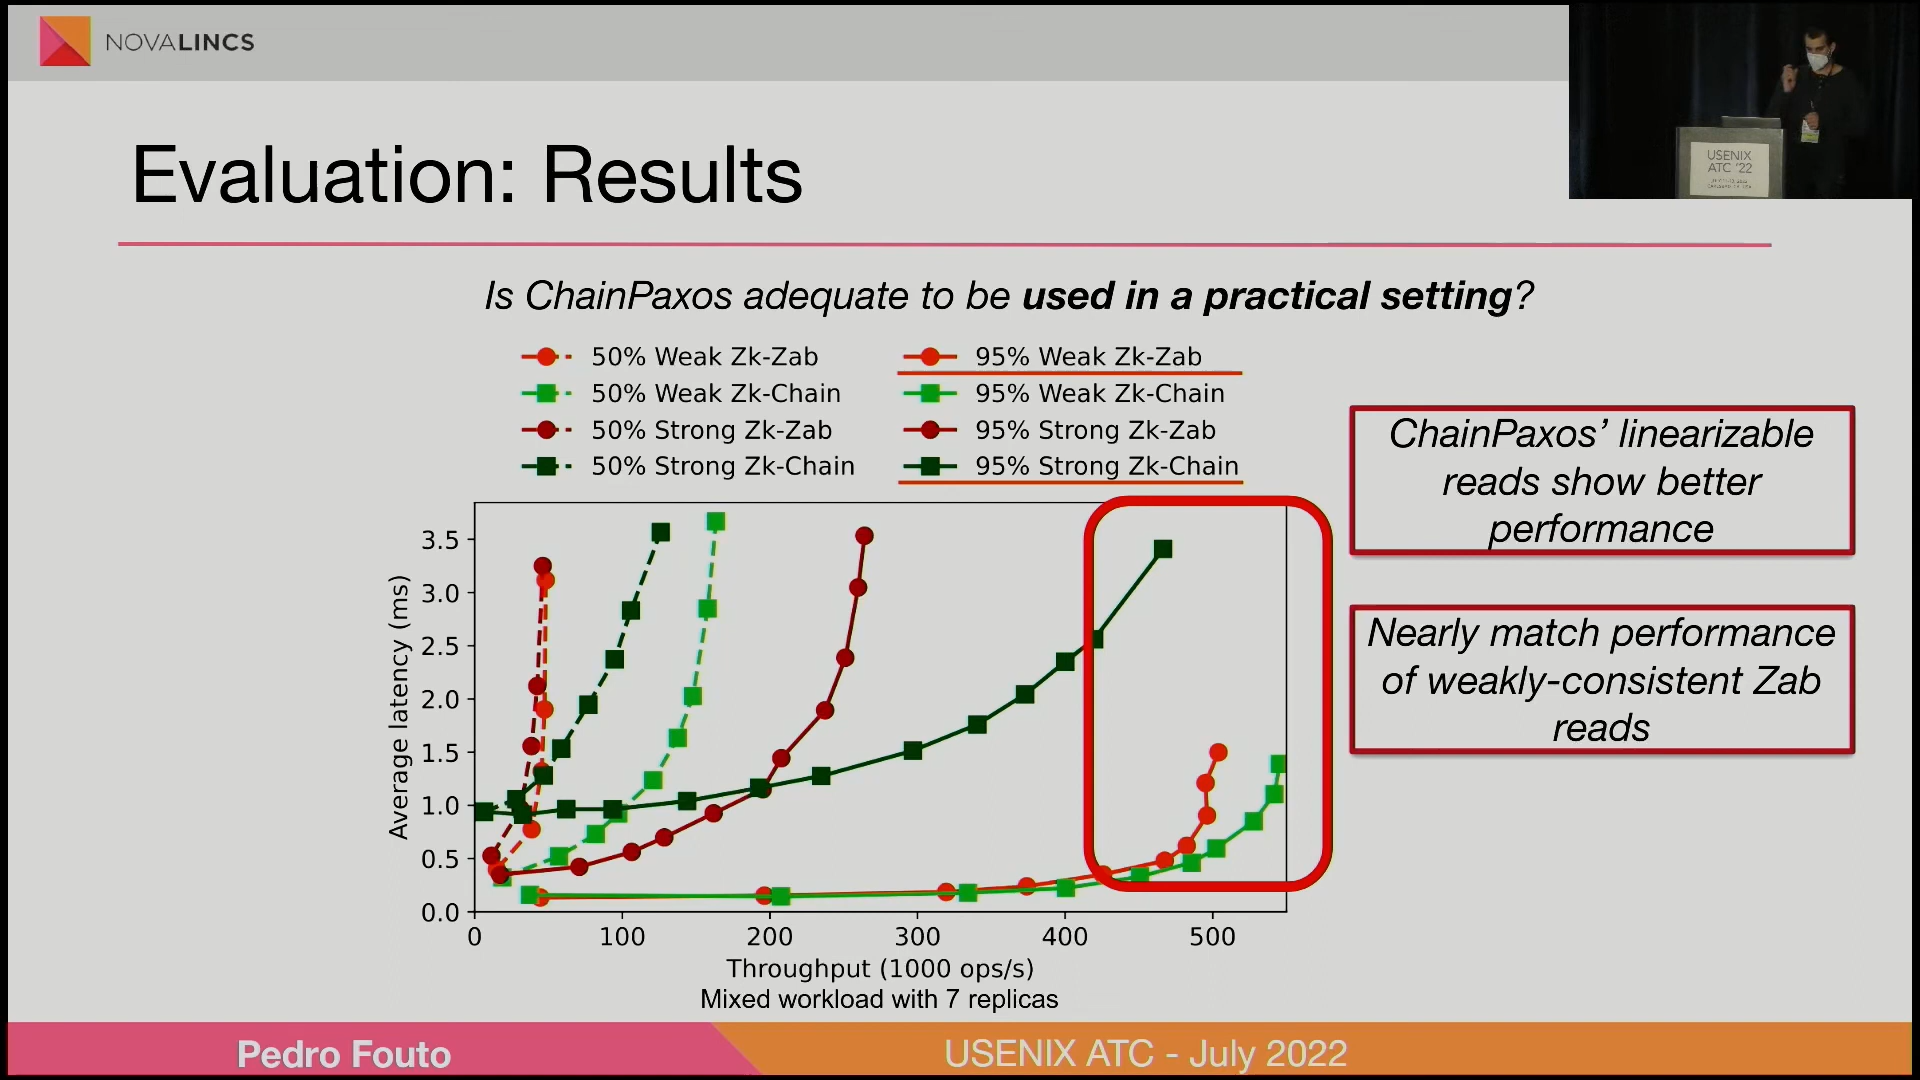 NOVALINCS
USENIX
ATC '22
Evaluation: Results
Is ChainPaxos adequate to be used in a practical setting?
50% Weak Zk-Zab
95% Weak Zk-Zab
50% Weak Zk-Chain
95% Weak Zk-Chain
50% Strong Zk-Zab
95% Strong Zk-Zab
50% Strong Zk-Chain
95% Strong Zk-Chain
ChainPaxos’ linearizable
reads show better
performance
Nearly match performance
of weakly-consistent Zab
reads
Average latency (ms)
3.5
3.0
2.5
2.0
1.5
1.0
0.5
0.0
0 100 200 300 400 500
Throughput (1000 ops/s)
Mixed workload with 7 replicas
Pedro Fouto
USENIX ATC - July 2022